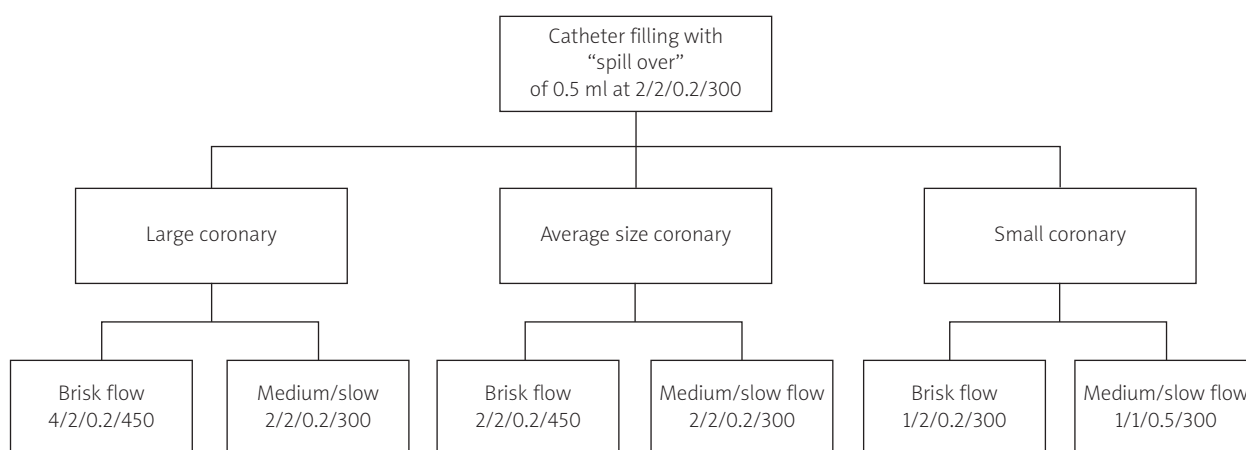 Catheter filling with
“spill over”
of 0.5 ml at 2/2/0.2/300
Large coronary
Average size coronary
Small coronary
Brisk flow
4/2/0.2/450
Medium/slow
2/2/0.2/300
Brisk flow
2/2/0.2/450
Medium/slow flow
2/2/0.2/300
Brisk flow
1/2/0.2/300
Medium/slow flow
1/1/0.5/300